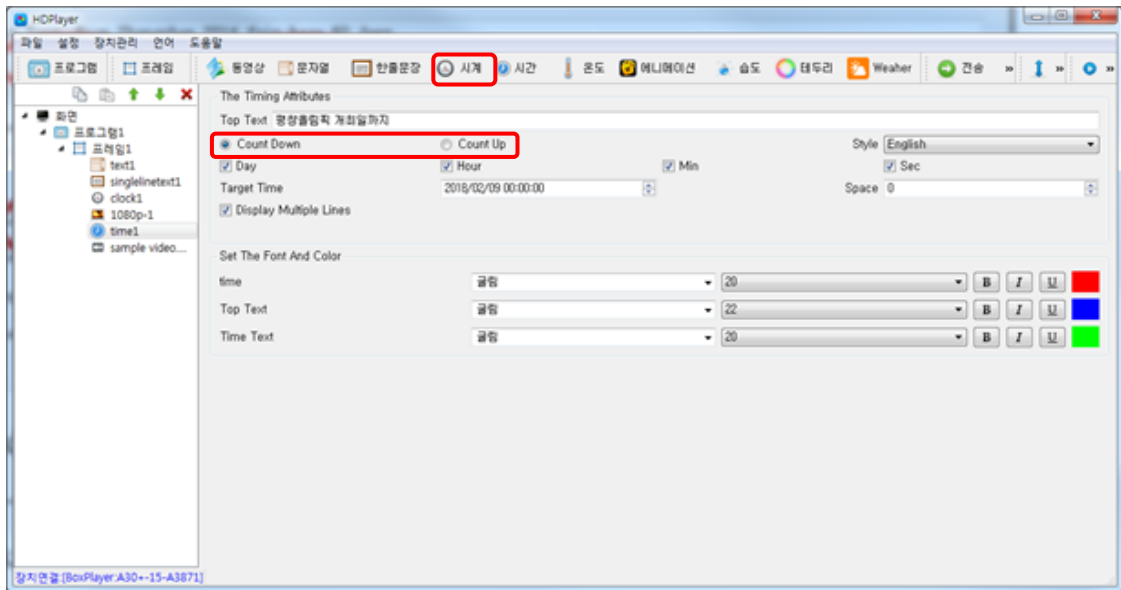 HDPlayer
파일 설정 장치관리 언어 도움말
프로그램 프레임 동영상 문자열 한줄문장 시계 시간 온도 에니메이션 습도 테두리 Weaher 전송
The Timing Attributes
화면
Top Text 평창올림픽 개최일까지
프로그램1
Count Down Count Up Style English
프레임1
text1
Day Hour Min Sec
singlelinetext1
Target Time 2018/02/09 00:00:00 Space 0
clock1
1080p-1
Display Multiple Lines
time1
sample video....
Set The Font And Color
time 굴림 20 B I U
Top Text 굴림 22 B I U
Time Text 굴림 20 B I U
장치연결:[BoxPlayer:A30+-15-A3871]